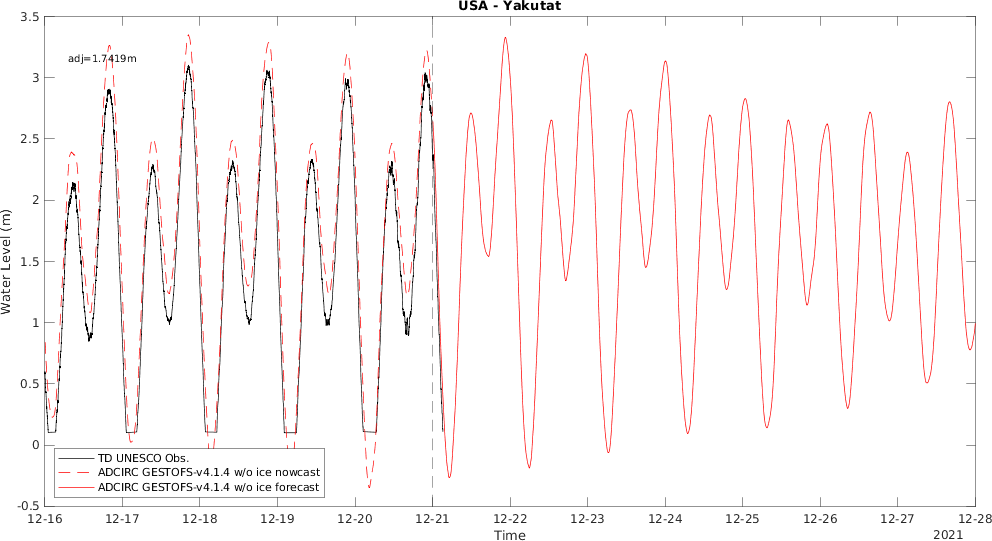 USA - Yakutat
3.5
adj=1.7419m
3
2.5
2
1.5
1
0.5
0
-0.5
Water Level (m)
TD UNESCO Obs.
ADCIRC GESTOFS-v4.1.4 w/o ice nowcast
ADCIRC GESTOFS-v4.1.4 w/o ice forecast
12-16 12-17 12-18 12-19 12-20 12-21 12-22 12-23 12-24 12-25 12-26 12-27 12-28
Time
2021